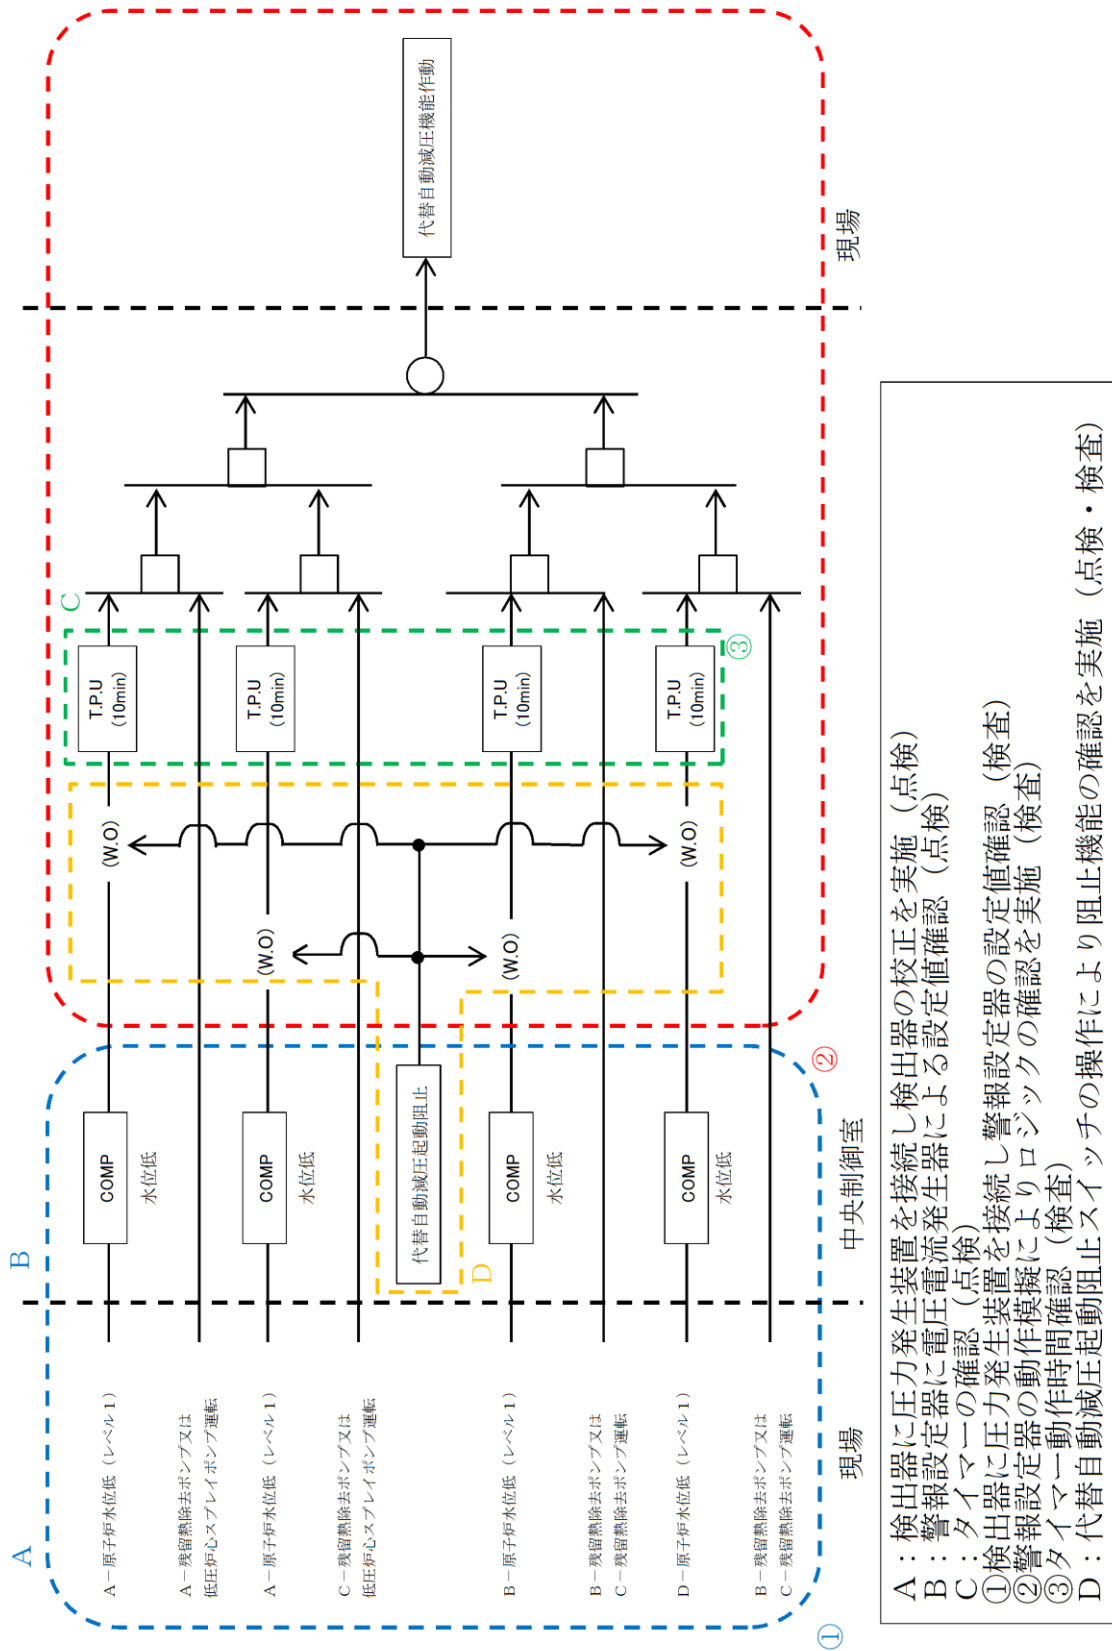 A
B
C
D
①
②
③
A－原子炉水位低（レベル1）
A－残留熱除去ポンプ又は
低圧炉心スプレイポンプ運転
A－原子炉水位低（レベル1）
C－残留熱除去ポンプ又は
低圧炉心スプレイポンプ運転
B－原子炉水位低（レベル1）
B－残留熱除去ポンプ又は
C－残留熱除去ポンプ運転
D－原子炉水位低（レベル1）
B－残留熱除去ポンプ又は
C－残留熱除去ポンプ運転
COMP
水位低
COMP
水位低
代替自動減圧起動阻止
COMP
水位低
COMP
水位低
(W.O)
(W.O)
(W.O)
(W.O)
T.P.U
(10min)
T.P.U
(10min)
T.P.U
(10min)
T.P.U
(10min)
代替自動減圧機能作動
現場
中央制御室
現場
A：検出器に圧力発生装置を接続し検出器の校正を実施（点検）
B：警報設定器に電圧電流発生器による設定値確認（点検）
C：タイマーの確認（点検）
①検出器に圧力発生装置を接続し警報設定器の設定値確認（検査）
②警報設定器の動作模擬によりロジックの確認を実施（検査）
③タイマー動作時間確認（検査）
D：代替自動減圧起動阻止スイッチの操作により阻止機能の確認を実施（点検・検査）